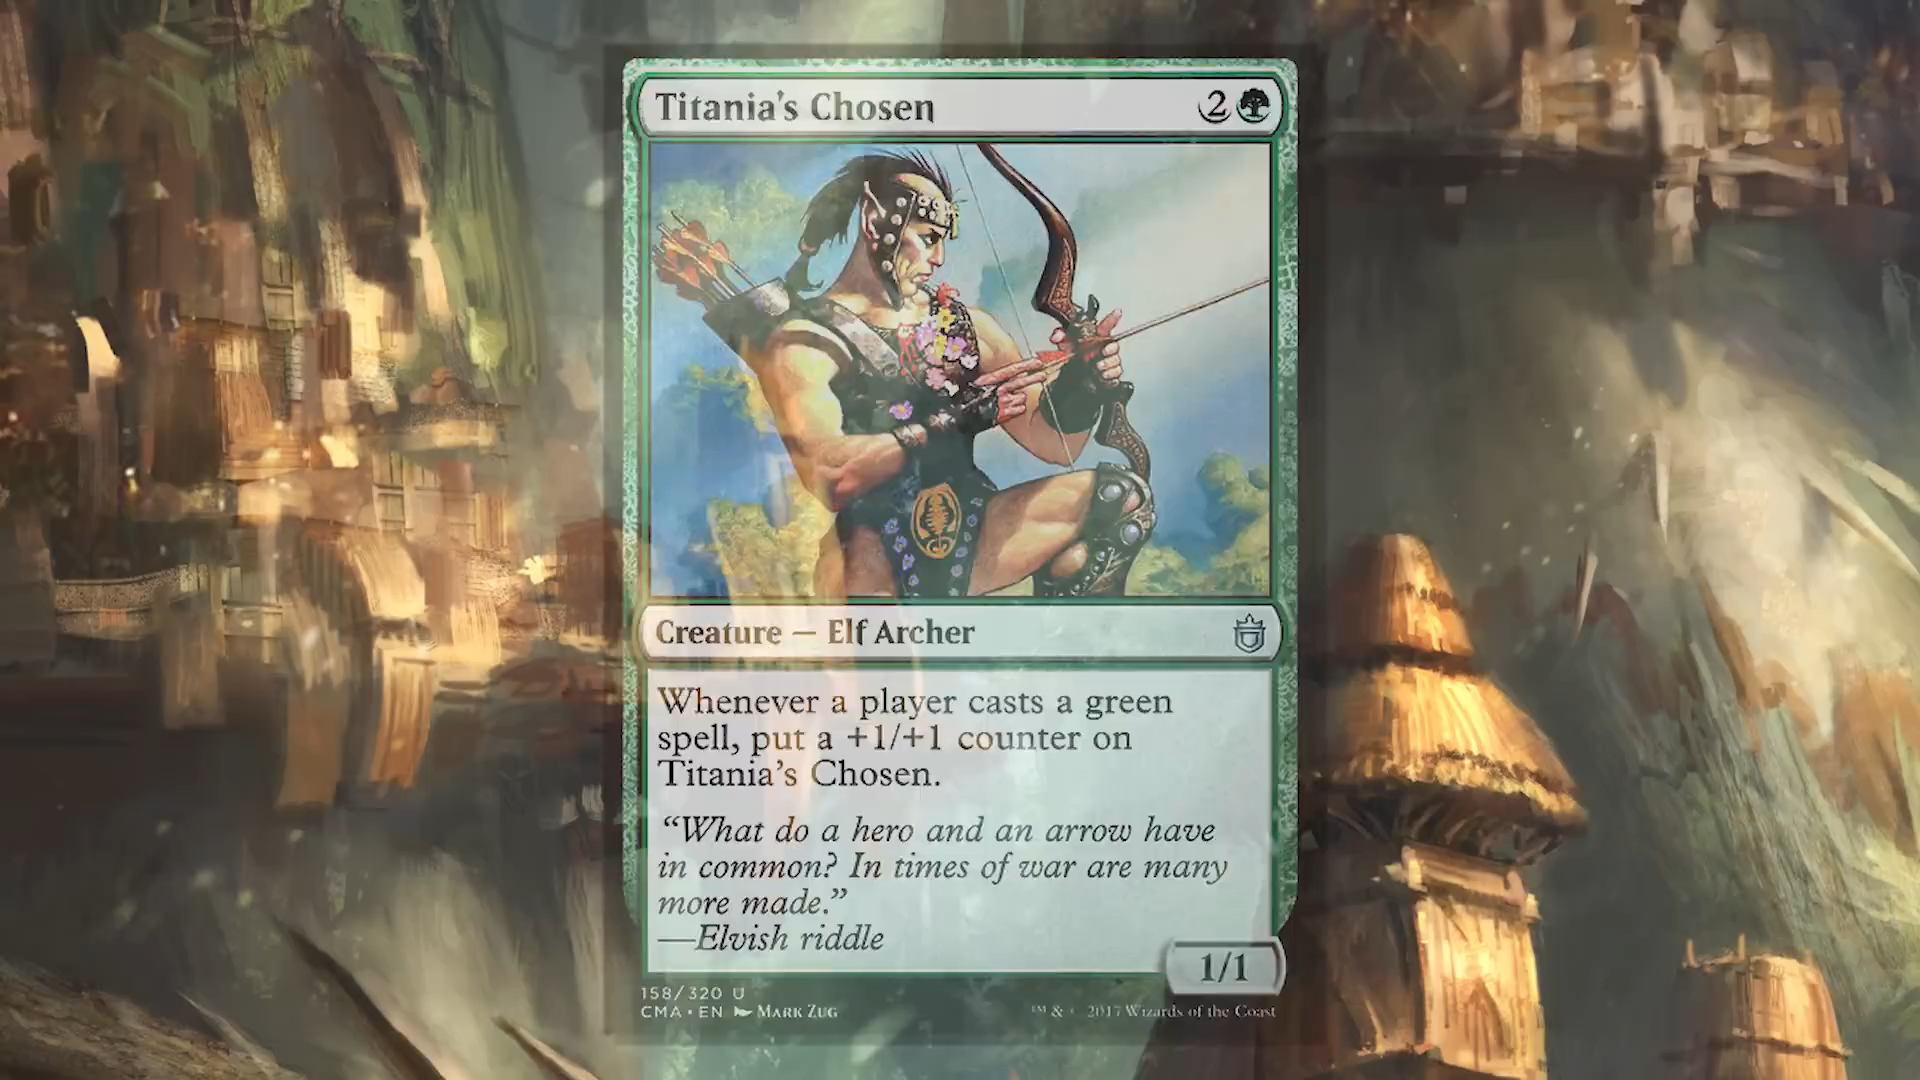 Titania's Chosen 2
Creature — Elf Archer
Whenever a player casts a green
spell, put a +1/+1 counter on
Titania's Chosen.
“What do a hero and an arrow have
in common? In times of war are many
more made.”
—Elvish riddle
1/1
158/320 U
CMA • EN Mark Zug
™ & © 2017 Wizards of the Coast